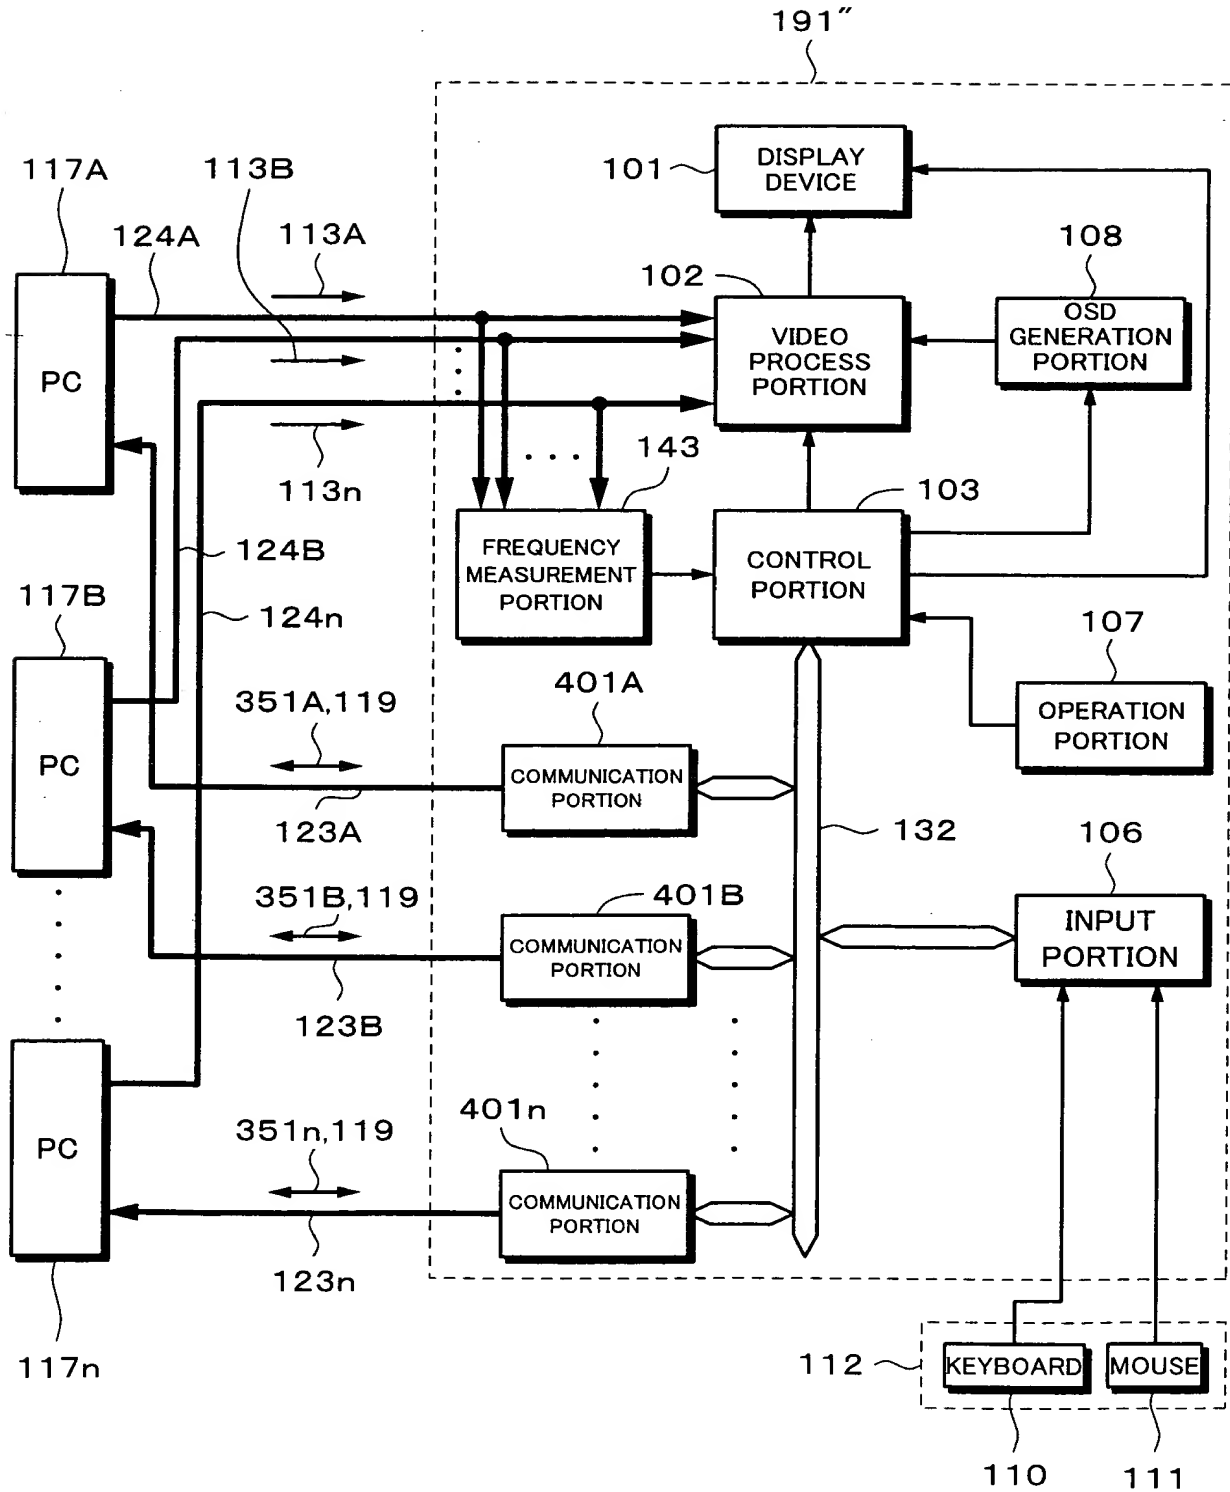 191″
117A
113B
124A
113A
101
DISPLAY
DEVICE
108
102
PC
VIDEO
PROCESS
PORTION
OSD
GENERATION
PORTION
113n
143
103
124B
FREQUENCY
MEASUREMENT
PORTION
CONTROL
PORTION
117B
124n
107
351A,119
401A
OPERATION
PORTION
PC
COMMUNICATION
PORTION
123A
132
106
351B,119
401B
INPUT
PORTION
COMMUNICATION
PORTION
123B
401n
351n,119
PC
COMMUNICATION
PORTION
123n
117n
112
KEYBOARD
MOUSE
110
111